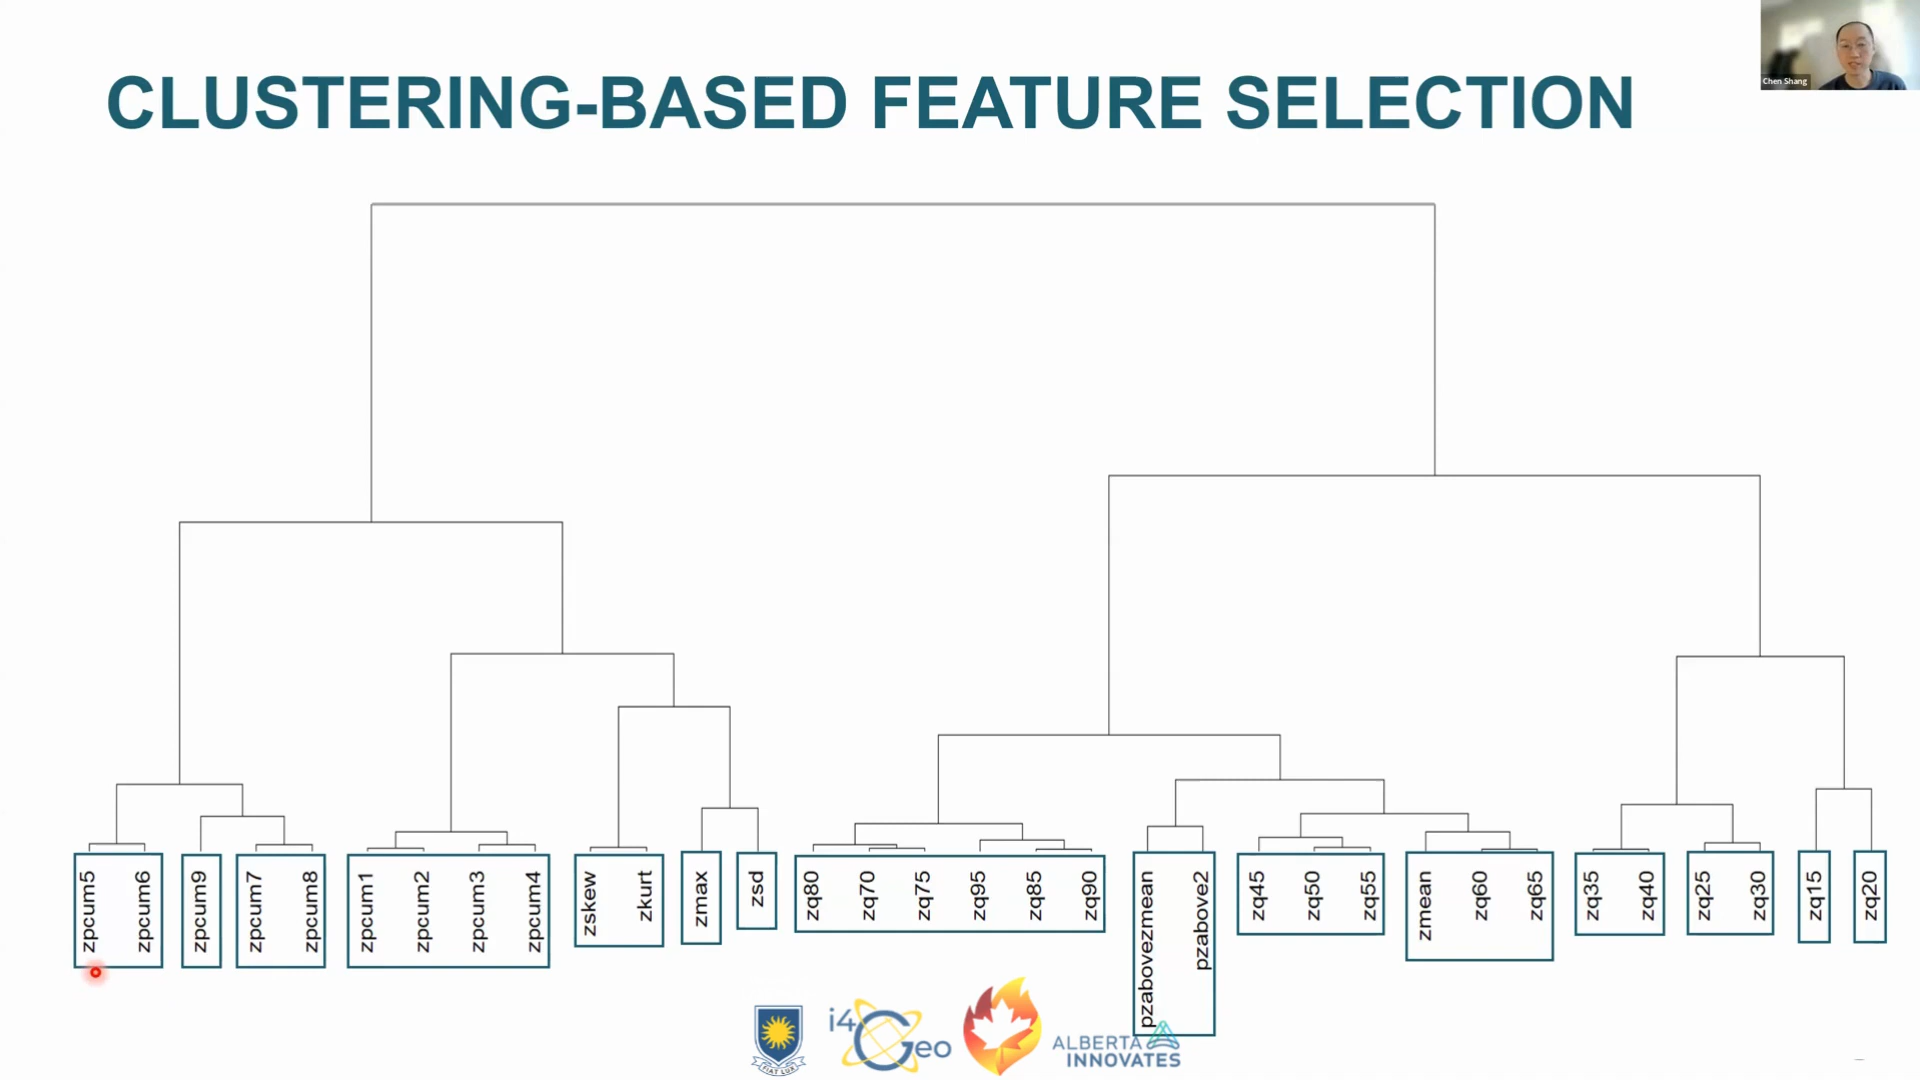 Chen Shang
CLUSTERING-BASED FEATURE SELECTION
zpcum5
zpcum6
zpcum9
zpcum7
zpcum8
zpcum1
zpcum2
zpcum3
zpcum4
zskew
zkurt
zmax
zsd
zq80
zq70
zq75
zq95
zq85
zq90
pzabovezmean
pzabove2
zq45
zq50
zq55
zmean
zq60
zq65
zq35
zq40
zq25
zq30
zq15
zq20
FIAT LUX
i4Geo
ALBERTA
INNOVATES